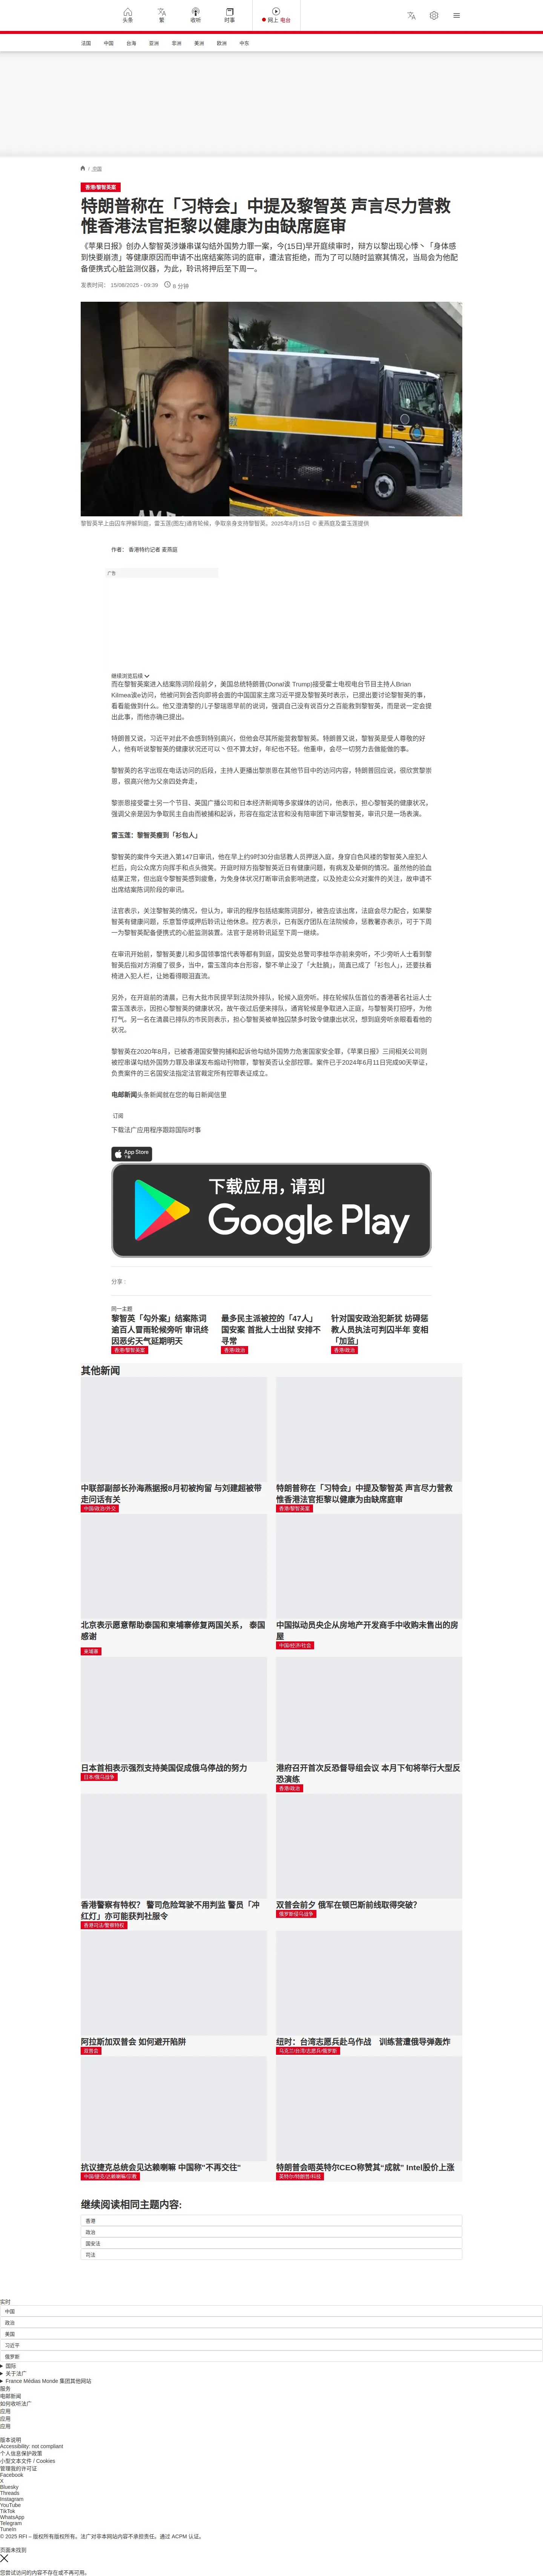 头条
繁
收听
时事
网上 电台
法国
中国
台海
亚洲
非洲
美洲
欧洲
中东
/ 中国
香港/黎智英案
特朗普称在「习特会」中提及黎智英 声言尽力营救
惟香港法官拒黎以健康为由缺席庭审
《苹果日报》创办人黎智英涉嫌串谋勾结外国势力罪一案，今(15日)早开庭续审时，辩方以黎出现心悸丶「身体感
到快要崩溃」等健康原因而申请不出席结案陈词的庭审，遭法官拒绝，而为了可以随时监察其情况，当局会为他配
备便携式心脏监测仪器，为此，聆讯将押后至下周一。
发表时间： 15/08/2025 - 09:39
6 分钟
黎智英早上由囚车押解到庭，雷玉莲(图左)通宵轮候，争取亲身支持黎智英。2025年8月15日 © 麦燕庭及雷玉莲提供
作者： 香港特约记者 麦燕庭
广告
继续浏览后续
而在黎智英案进入结案陈词阶段前夕，美国总统特朗普(Donal读 Trump)接受霍士电视电台节目主持人Brian
Kilmea读e访问，他被问到会否向即将会面的中国国家主席习近平提及黎智英时表示，已提出要讨论黎智英的事，
看看能做到什么。他又澄清黎的儿子黎瑞恩早前的说词，强调自己没有说百分之百能救到黎智英，而是说一定会提
出此事，而他亦确已提出。
特朗普又说，习近平对此不会感到特别高兴，但他会尽其所能营救黎智英。特朗普又说，黎智英是受人尊敬的好
人，他有听说黎智英的健康状况还可以丶但不算太好，年纪也不轻。他重申，会尽一切努力去做能做的事。
黎智英的名字出现在电话访问的后段，主持人更播出黎崇恩在其他节目中的访问内容，特朗普回应说，很欣赏黎崇
恩，很高兴他为父亲四处奔走，
黎崇恩接受霍士另一个节目、英国广播公司和日本经济新闻等多家媒体的访问，他表示，担心黎智英的健康状况，
强调父亲是因为争取民主自由而被捕和起诉，形容在指定法官和没有陪审团下审讯黎智英，审讯只是一场表演。
雷玉莲：黎智英瘦到「衫包人」
黎智英的案件今天进入第147日审讯，他在早上约9时30分由惩教人员押送入庭，身穿白色风褛的黎智英入座犯人
栏后，向公众席方向挥手和点头微笑。开庭时辩方指黎智英近日有健康问题，有病发及晕倒的情况。虽然他的验血
结果正常，但出庭令黎智英感到疲惫，为免身体状况打断审讯会影响进度，以及抢走公众对案件的关注，故申请不
出席结案陈词阶段的审讯。
法官表示，关注黎智英的情况，但认为，审讯的程序包括结案陈词部分，被告应该出席，法庭会尽力配合，如果黎
智英有健康问题，乐意暂停或押后聆讯让他休息。控方表示，已有医疗团队在法院候命，惩教署亦表示，可于下周
一为黎智英配备便携式的心脏监测装置。法官于是将聆讯延至下周一继续。
在审讯开始前，黎智英妻儿和多国领事馆代表等都有到庭，国安处总警司李桂华亦前来旁听，不少旁听人士看到黎
智英后指对方消瘦了很多，当中，雷玉莲向本台形容，黎不单止没了「大肚腩」，简直已成了「衫包人」，还要扶着
椅进入犯人栏，让她看得眼泪直流。
另外，在开庭前的清晨，已有大批市民提早到法院外排队，轮候入庭旁听。排在轮候队伍首位的香港著名社运人士
雷玉莲表示，因担心黎智英的健康状况，故午夜过后便来排队，通宵轮候是争取进入正庭，与黎智英打招呼，为他
打气。另一名在清晨已排队的市民则表示，担心黎智英被单独囚禁多时致令健康出状况，想到庭旁听亲眼看看他的
状况。
黎智英在2020年8月，已被香港国安警拘捕和起诉他勾结外国势力危害国家安全罪，《苹果日报》三间相关公司则
被控串谋勾结外国势力罪及串谋发布煽动刊物罪，黎智英否认全部控罪。案件已于2024年6月11日完成90天举证，
负责案件的三名国安法指定法官裁定所有控罪表证成立。
电邮新闻头条新闻就在您的每日新闻信里
订阅
下载法广应用程序跟踪国际时事
App Store
下载
下载应用，请到
Google Play
分享 :
同一主题
黎智英「勾外案」结案陈词
逾百人冒雨轮候旁听 审讯终
因恶劣天气延期明天
香港/黎智英案
最多民主派被控的「47人」
国安案 首批人士出狱 安排不
寻常
香港/政治
针对国安政治犯新犹 妨碍惩
教人员执法可判囚半年 变相
「加监」
香港/政治
其他新闻
中联部副部长孙海燕据报8月初被拘留 与刘建超被带
走问话有关
中国/政治/外交
特朗普称在「习特会」中提及黎智英 声言尽力营救
惟香港法官拒黎以健康为由缺席庭审
香港/黎智英案
北京表示愿意帮助泰国和柬埔寨修复两国关系， 泰国
感谢
柬埔寨
中国拟动员央企从房地产开发商手中收购未售出的房
屋
中国/经济/社会
日本首相表示强烈支持美国促成俄乌停战的努力
日本/俄乌战争
港府召开首次反恐督导组会议 本月下旬将举行大型反
恐演练
香港/政治
香港警察有特权？ 警司危险驾驶不用判监 警员「冲
红灯」亦可能获判社服令
香港司法/警察特权
双普会前夕 俄军在顿巴斯前线取得突破?
俄罗斯侵乌战争
阿拉斯加双普会 如何避开陷阱
双普会
纽时：台湾志愿兵赴乌作战　训练营遭俄导弹轰炸
乌克兰/台湾/志愿兵/俄罗斯
抗议捷克总统会见达赖喇嘛 中国称"不再交往"
中国/捷克/达赖喇嘛/宗教
特朗普会晤英特尔CEO称赞其"成就" Intel股价上涨
英特尔/特朗普/科技
继续阅读相同主题内容:
香港
政治
国安法
司法
实时
中国
政治
美国
习近平
俄罗斯
国际
关于法广
France Médias Monde 集团其他网站
服务
电邮新闻
如何收听法广
应用
应用
应用
版本说明
Accessibility: not compliant
个人信息保护政策
小型文本文件 / Cookies
管理我的许可证
Facebook
X
Bluesky
Threads
Instagram
YouTube
TikTok
WhatsApp
Telegram
TuneIn
© 2025 RFI – 版权所有版权所有。法广对非本网站内容不承担责任。通过 ACPM 认证。
页面未找到
您尝试访问的内容不存在或不再可用。